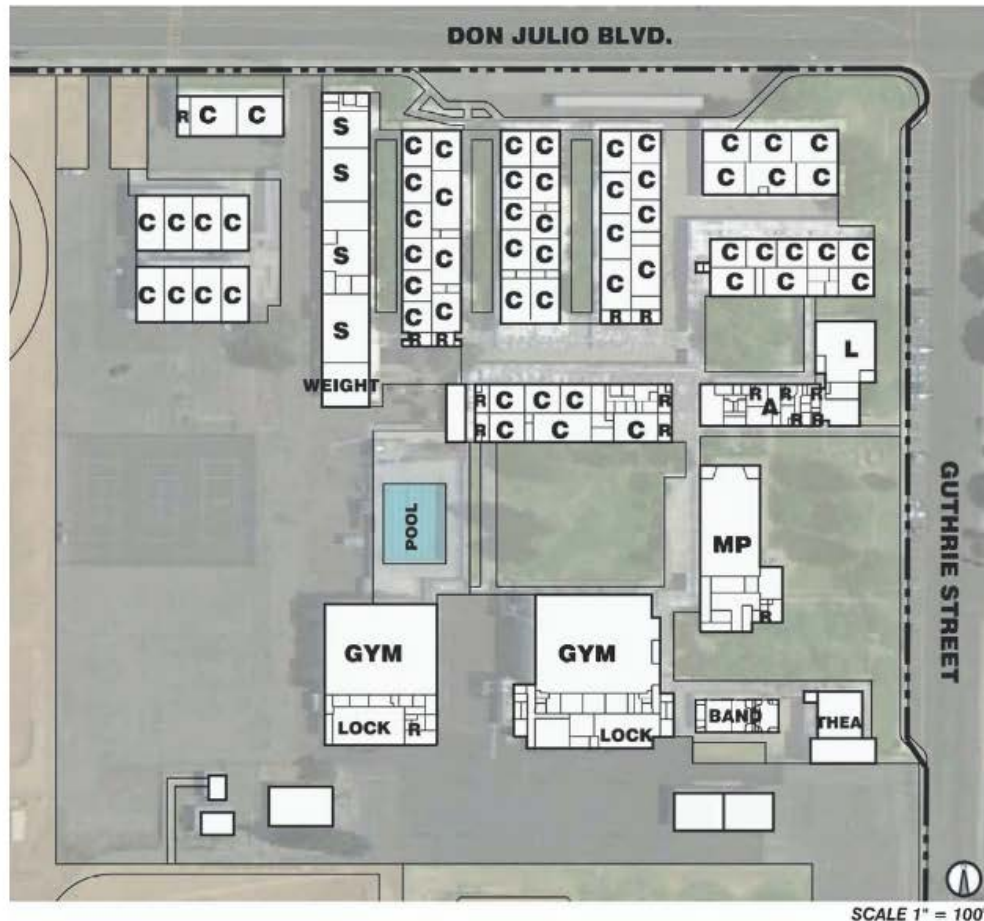 DON JULIO BLVD.
R C C
C C C C
C C C C
S
S
S
S
WEIGHT
C C
C C
C
C C
C
C C
R R
C C
C C
C C
C C
C C
C C
C C
C C
C C
R R
C C C
C C C
C C C C C
C C C
L
R C C C R
R C C C R
R R R
A
R R
POOL
MP
R
GUTHRIE STREET
GYM
LOCK R
GYM
LOCK
BAND
THEA
SCALE 1" = 100'